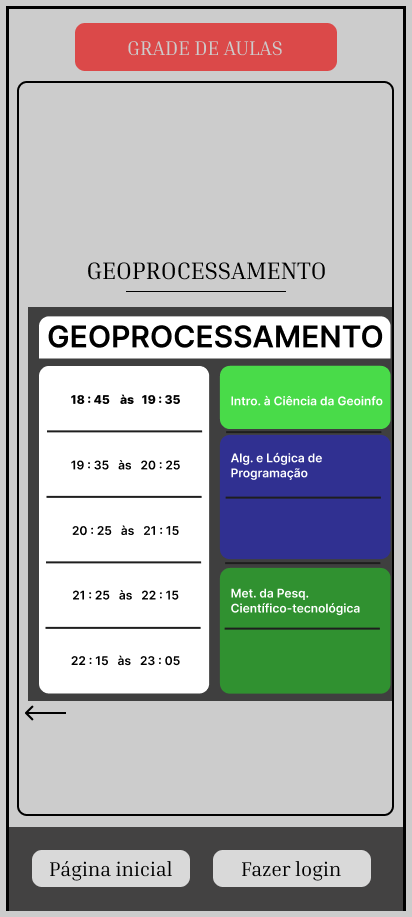 GRADE DE AULAS
GEOPROCESSAMENTO
GEOPROCESSAMENTO
18:45 às 19:35
Intro. à Ciência da Geoinfo
19:35 às 20:25
Alg. e Lógica de
Programação
20:25 às 21:15
21:25 às 22:15
Met. da Pesq.
Científico-tecnológica
22:15 às 23:05
Página inicial
Fazer login